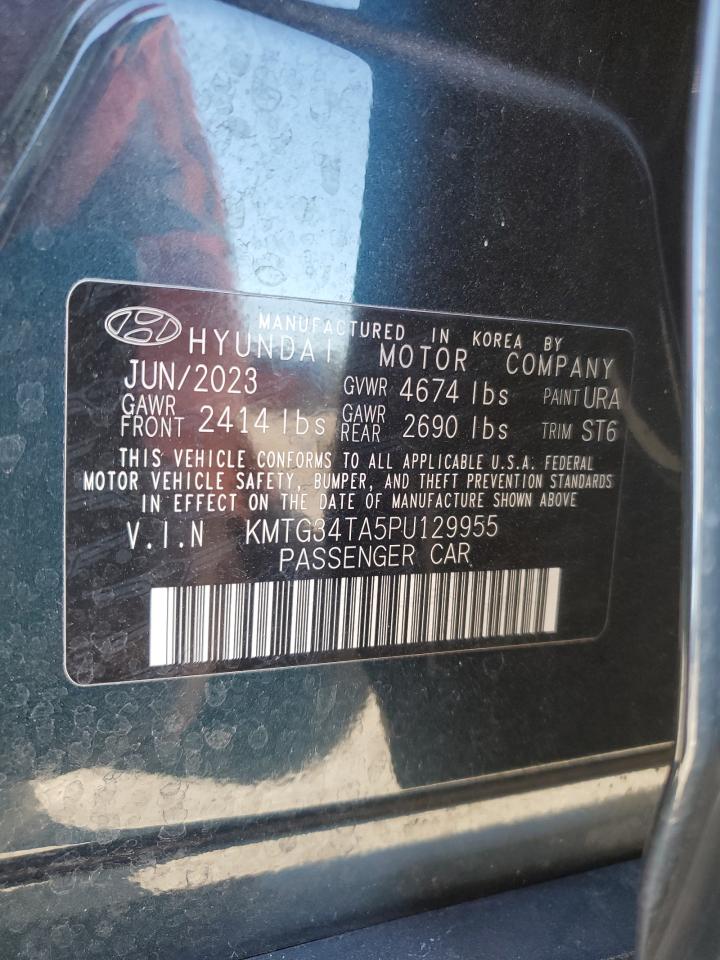 MANUFACTURED IN KOREA BY
HYUNDAI MOTOR COMPANY
JUN/2023 GVWR 4674 lbs PAINT URA
GAWR FRONT 2414 lbs GAWR REAR 2690 lbs TRIM ST6
THIS VEHICLE CONFORMS TO ALL APPLICABLE U.S.A. FEDERAL
MOTOR VEHICLE SAFETY, BUMPER, AND THEFT PREVENTION STANDARDS
IN EFFECT ON THE DATE OF MANUFACTURE SHOWN ABOVE
V.I.N KMTG34TA5PU129955
PASSENGER CAR